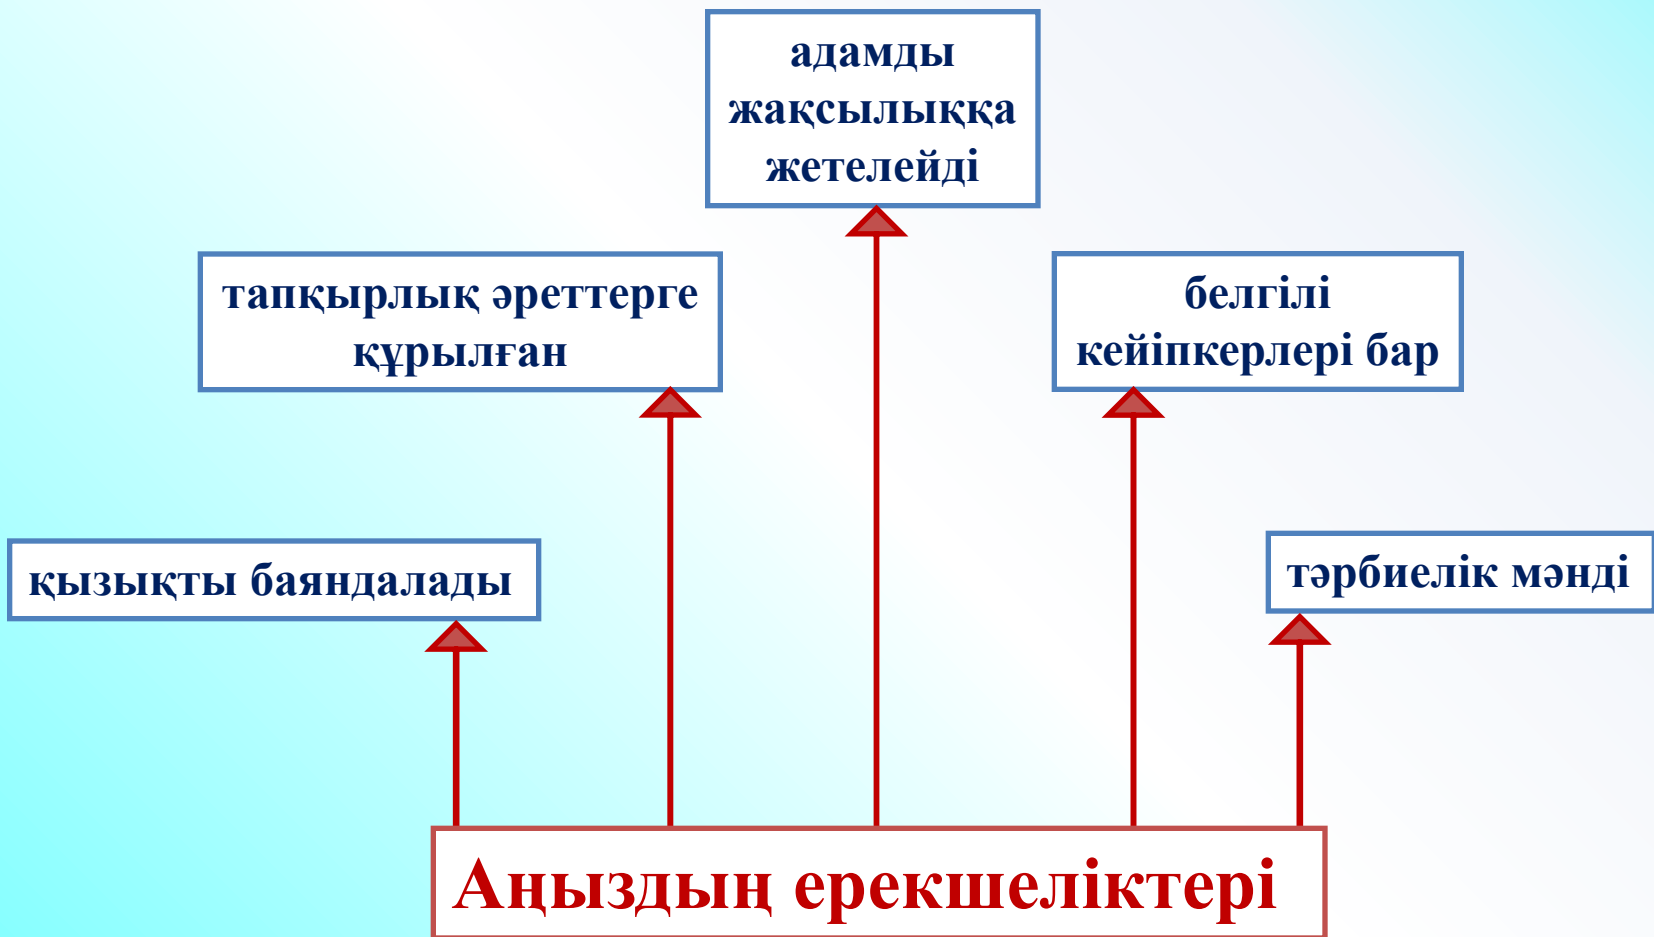 адамды
жақсылыққа
жетелейді
тапқырлық әреттерге
құрылған
белгілі
кейіпкерлері бар
қызықты баяндалады
тәрбиелік мәнді
Аңыздың ерекшеліктері